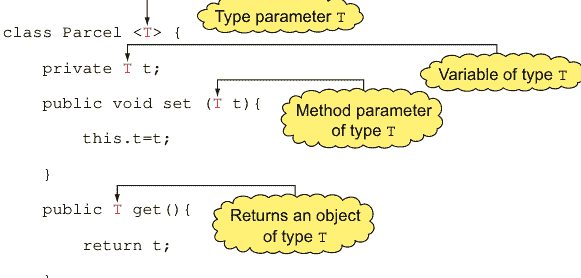 Type parameter T
class Parcel <T> {
private T t;
Variable of type T
public void set (T t){
Method parameter
of type T
this.t=t;
}
public T get(){
Returns an object
of type T
return t;
}